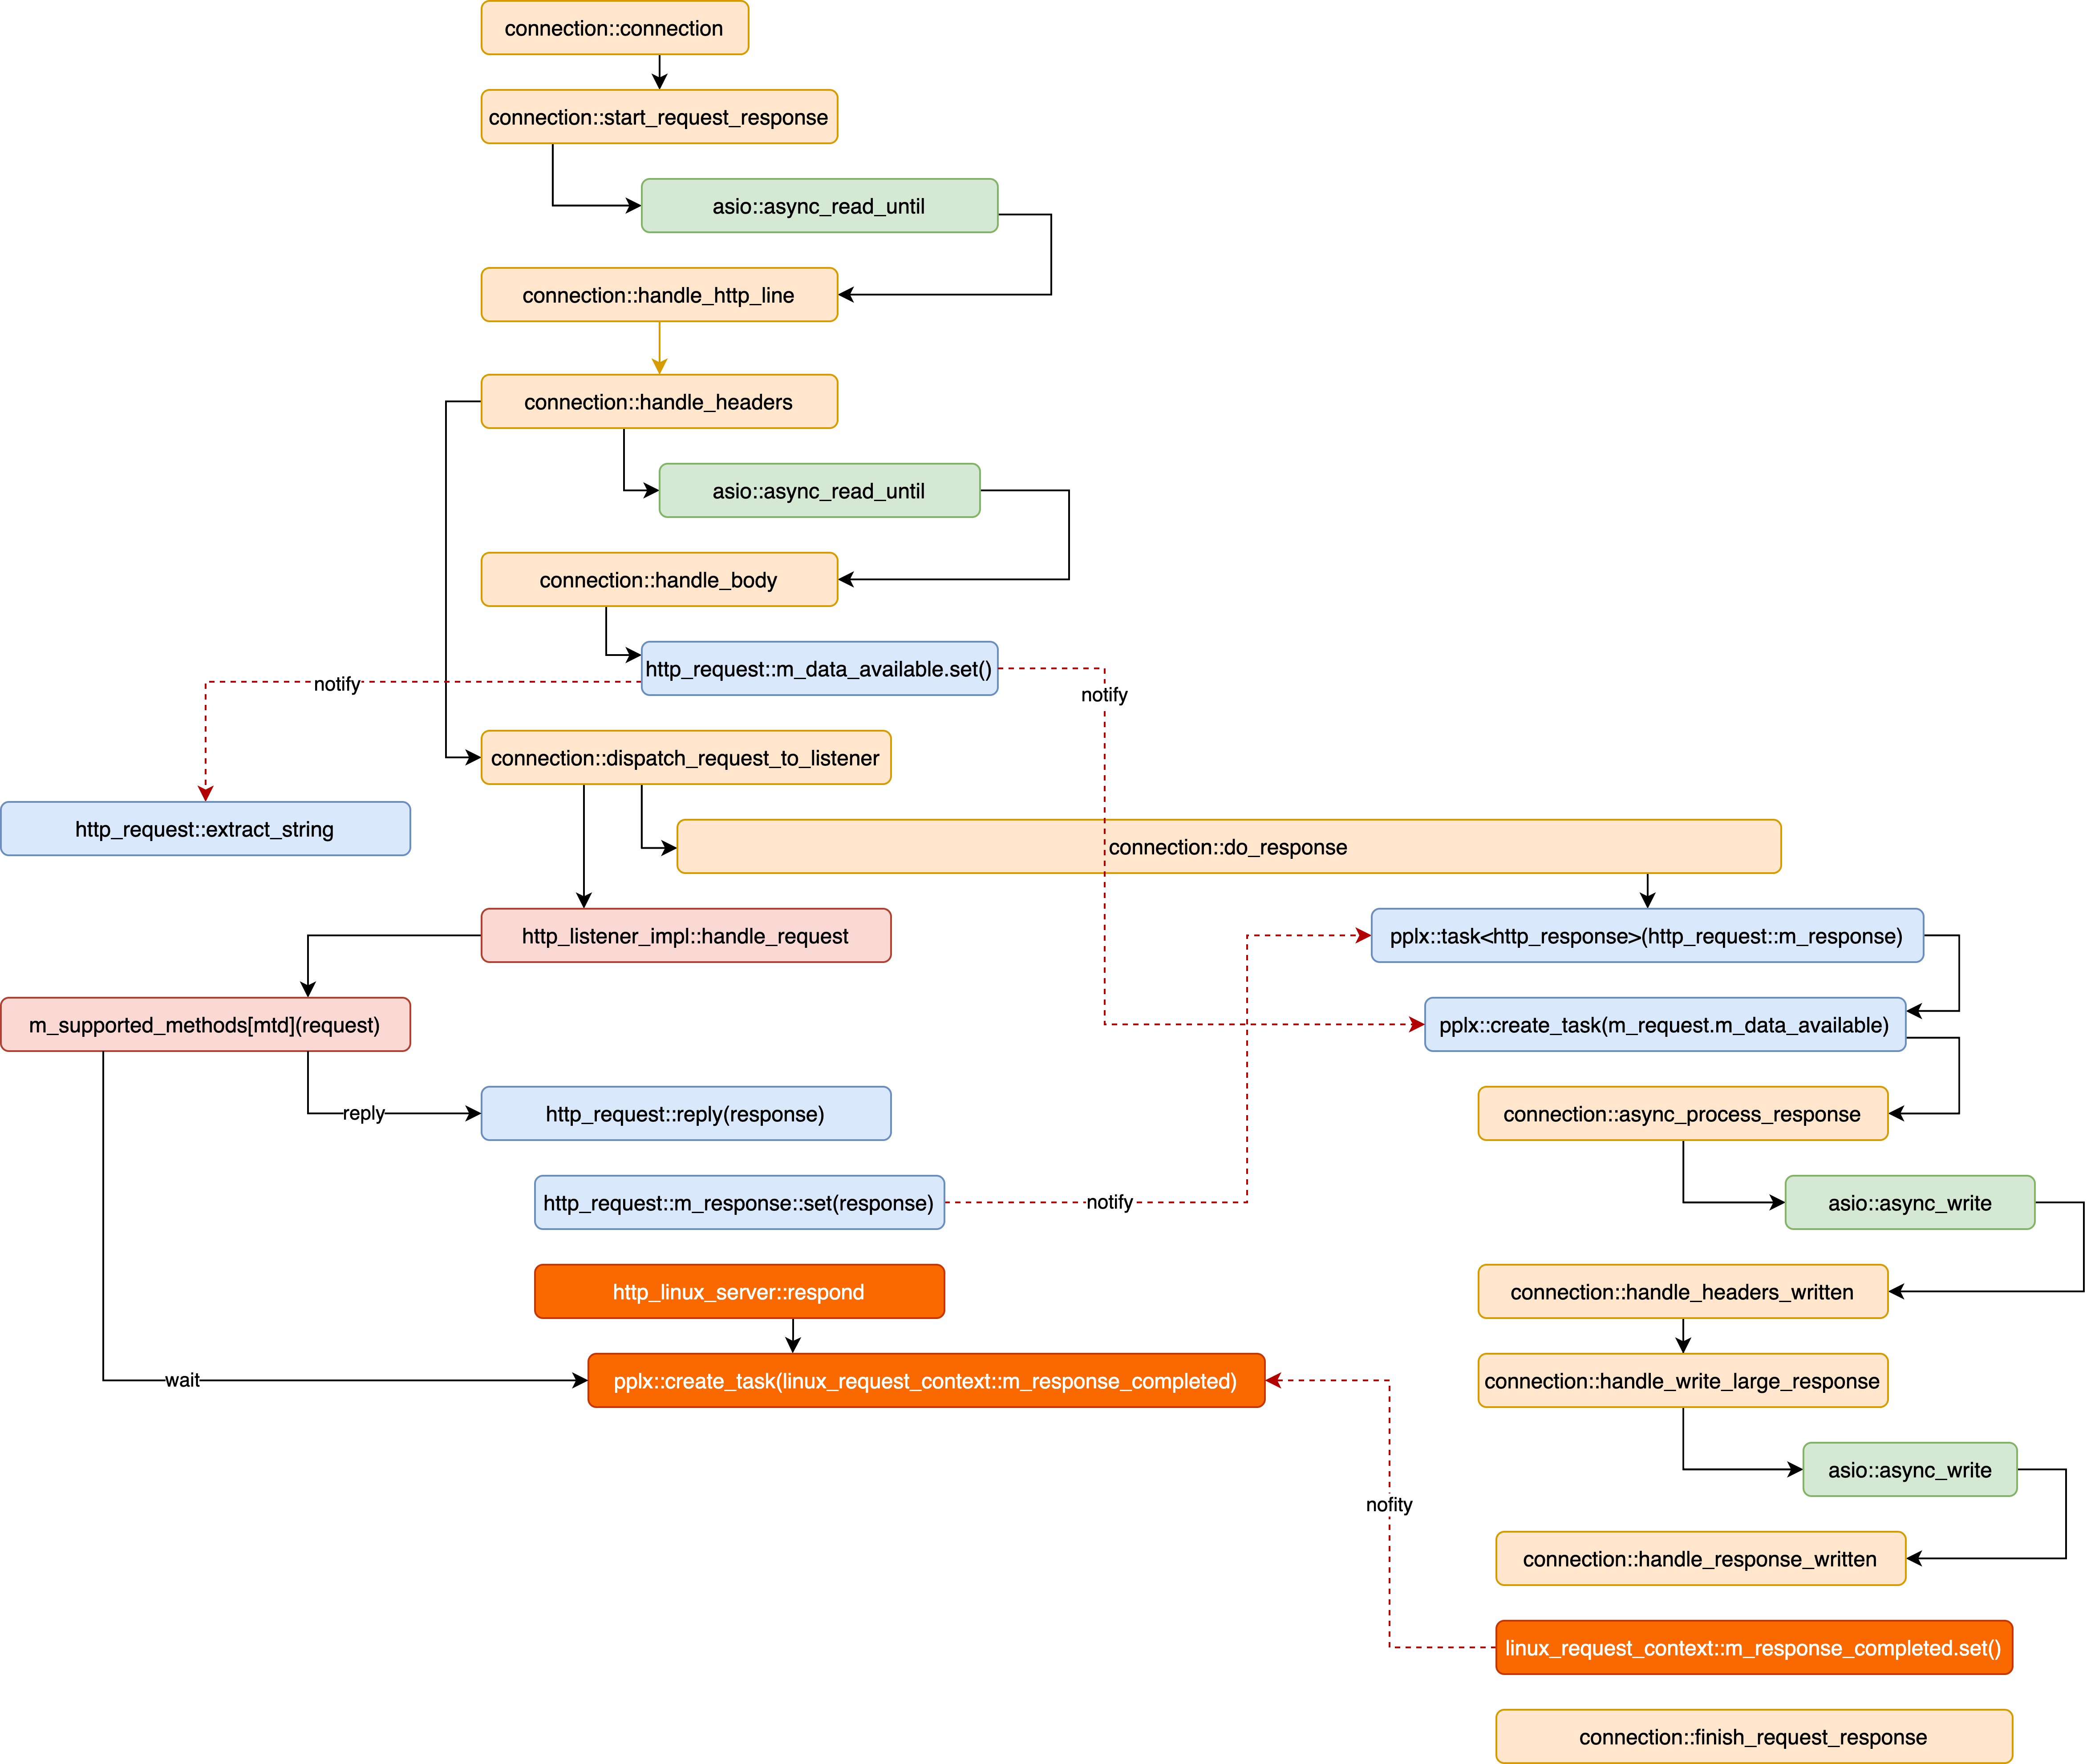 connection::connection
connection::start_request_response
asio::async_read_until
connection::handle_http_line
connection::handle_headers
asio::async_read_until
connection::handle_body
http_request::m_data_available.set()
notify
notify
connection::dispatch_request_to_listener
http_request::extract_string
connection::do_response
http_listener_impl::handle_request
pplx::task<http_response>(http_request::m_response)
m_supported_methods[mtd](request)
pplx::create_task(m_request.m_data_available)
reply
http_request::reply(response)
connection::async_process_response
http_request::m_response::set(response)
notify
asio::async_write
http_linux_server::respond
connection::handle_headers_written
wait
pplx::create_task(linux_request_context::m_response_completed)
connection::handle_write_large_response
asio::async_write
nofity
connection::handle_response_written
linux_request_context::m_response_completed.set()
connection::finish_request_response